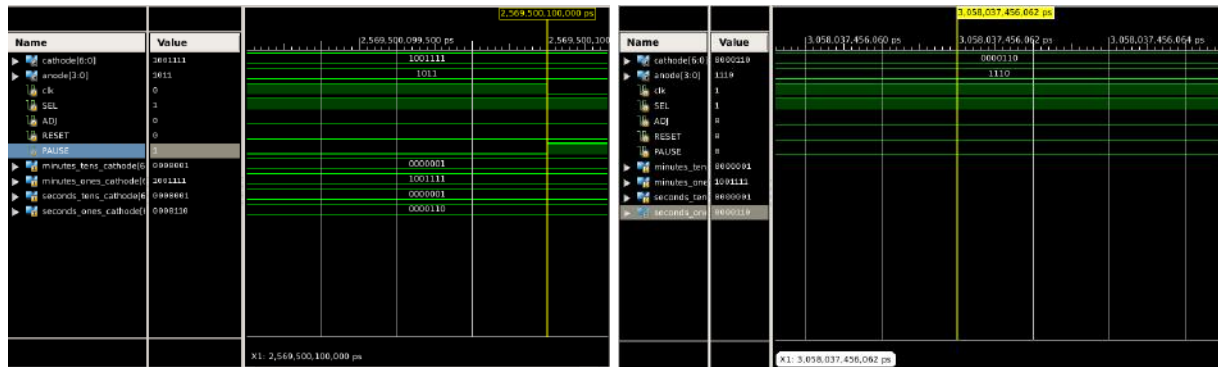 2,569,500,100,000 ps
Name Value
2,569,500,099,500 ps 2,569,500,100
cathode[6:0] 1001111 1001111
anode[3:0] 1011 1011
clk 0
SEL 1
ADJ 0
RESET 0
PAUSE 1
minutes_tens_cathode[6 0000001 0000001
minutes_ones_cathode[( 1001111 1001111
seconds_tens_cathode[6 0000001 0000001
seconds_ones_cathode[( 0000110 0000110
X1: 2,569,500,100,000 ps
3,058,037,456,062 ps
Name Value
3,058,037,456,060 ps 3,058,037,456,062 ps 3,058,037,456,064 ps
cathode[6:0] 0000110 0000110
anode[3:0] 1110 1110
clk 1
SEL 1
ADJ 0
RESET 0
PAUSE 0
minutes_ten 0000001
minutes_one 1001111
seconds_ten 0000001
seconds_one 0000110
X1: 3,058,037,456,062 ps